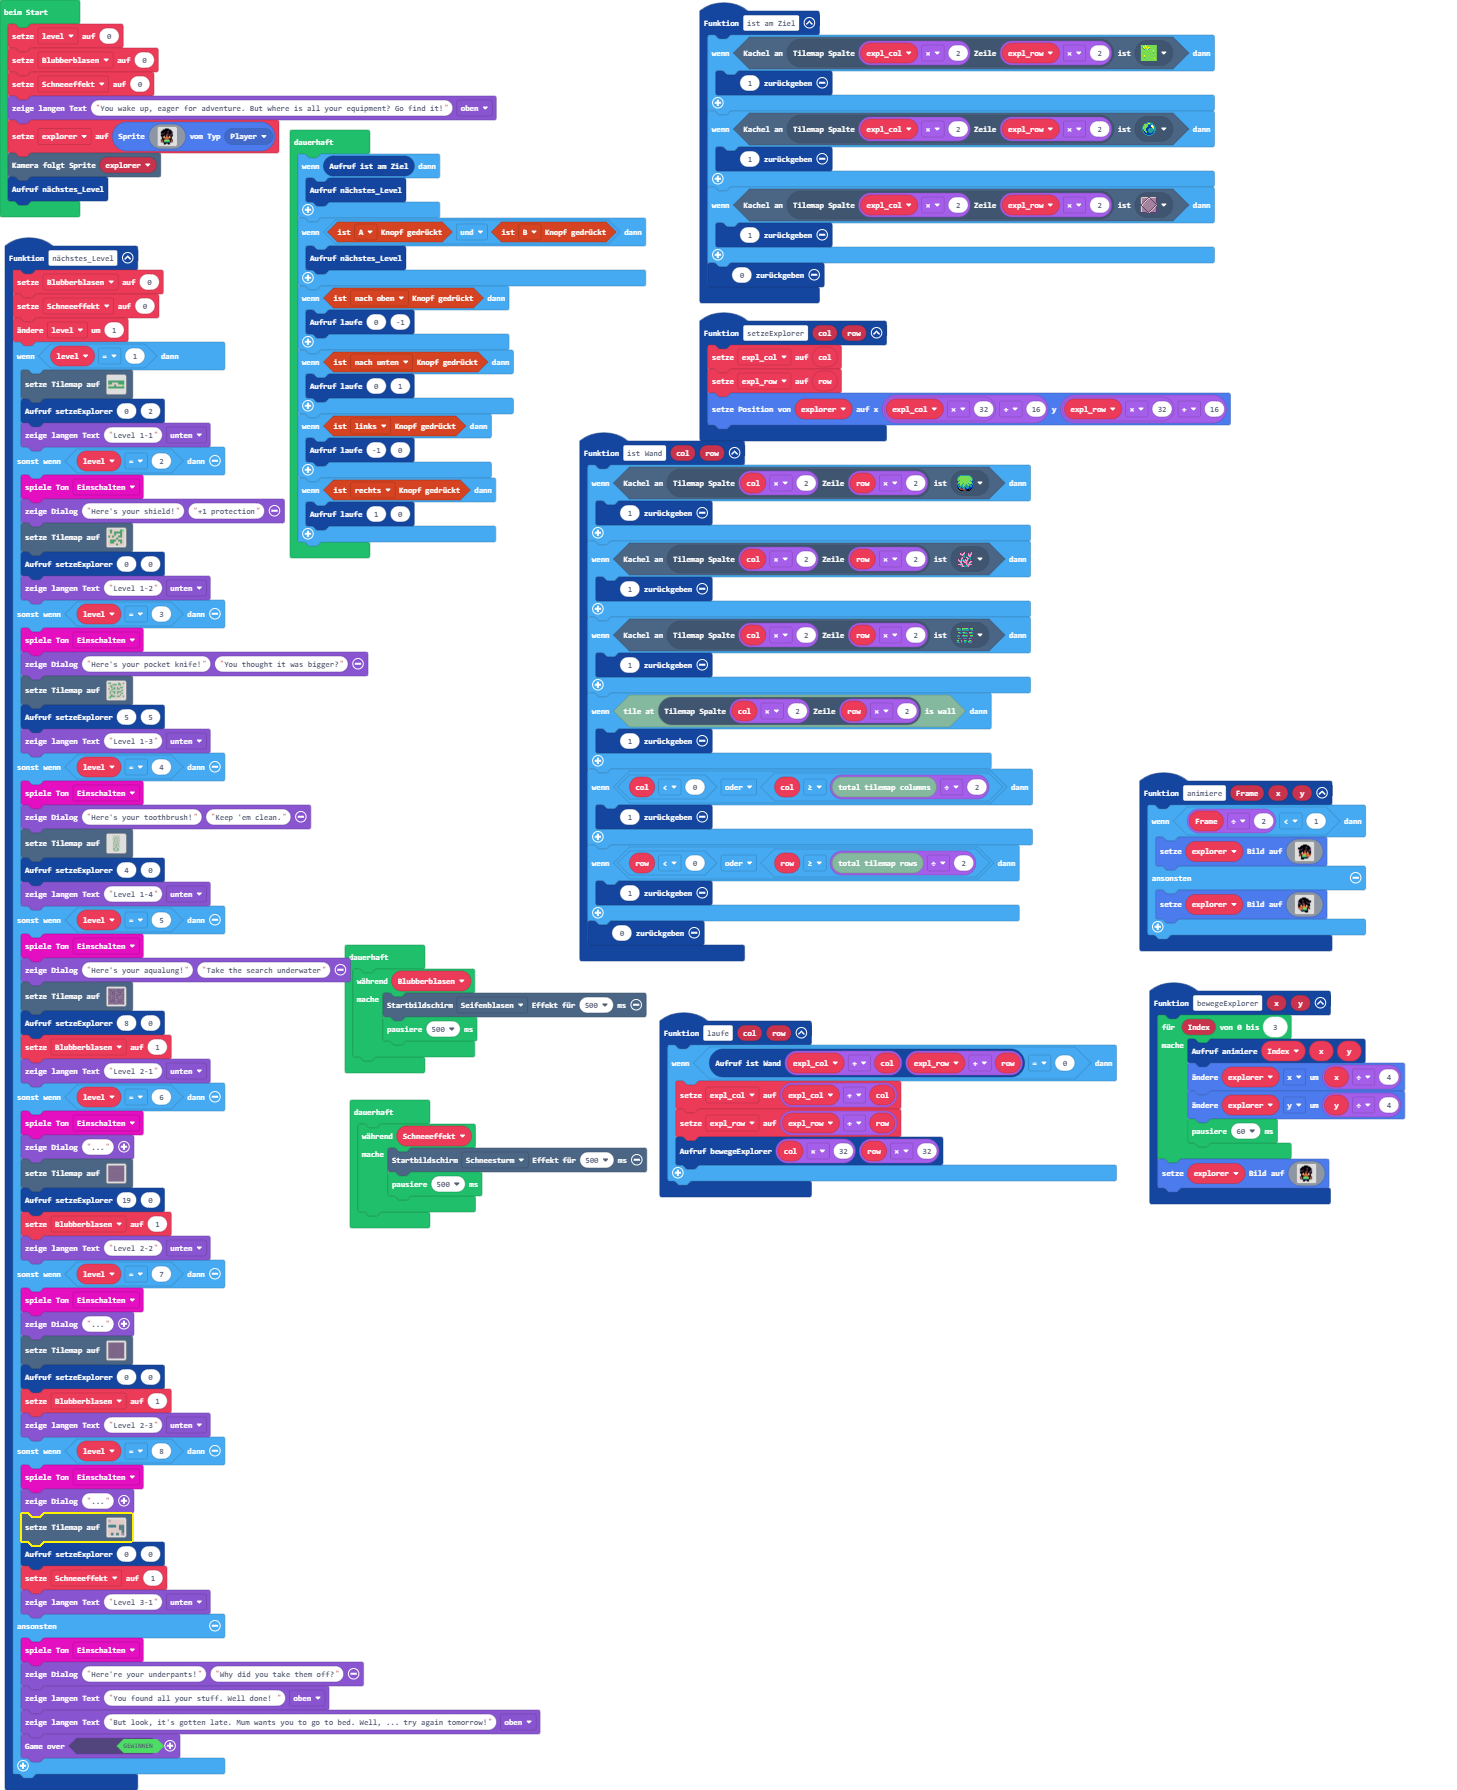 beim Start
setze level auf 0
setze Blubberblasen auf 0
setze Schneeeffekt auf 0
zeige langen Text "You wake up, eager for adventure. But where is all your equipment? Go find it!" oben
setze explorer auf Sprite vom Typ Player
Kamera folgt Sprite explorer
Aufruf nächstes_Level
Funktion nächstes_Level
setze Blubberblasen auf 0
setze Schneeeffekt auf 0
ändere level um 1
wenn level = 1 dann
setze Tilemap auf
Aufruf setzeExplorer 0 2
zeige langen Text "Level 1-1" unten
sonst wenn level = 2 dann
spiele Ton Einschalten
zeige Dialog "Here's your shield!" "+1 protection"
setze Tilemap auf
Aufruf setzeExplorer 0 0
zeige langen Text "Level 1-2" unten
sonst wenn level = 3 dann
spiele Ton Einschalten
zeige Dialog "Here's your pocket knife!" "You thought it was bigger?"
setze Tilemap auf
Aufruf setzeExplorer 5 5
zeige langen Text "Level 1-3" unten
sonst wenn level = 4 dann
spiele Ton Einschalten
zeige Dialog "Here's your toothbrush!" "Keep 'em clean."
setze Tilemap auf
Aufruf setzeExplorer 4 0
zeige langen Text "Level 1-4" unten
sonst wenn level = 5 dann
spiele Ton Einschalten
zeige Dialog "Here's your aqualung!" "Take the search underwater"
setze Tilemap auf
Aufruf setzeExplorer 8 0
setze Blubberblasen auf 1
zeige langen Text "Level 2-1" unten
sonst wenn level = 6 dann
spiele Ton Einschalten
zeige Dialog "..."
setze Tilemap auf
Aufruf setzeExplorer 19 0
setze Blubberblasen auf 1
zeige langen Text "Level 2-2" unten
sonst wenn level = 7 dann
spiele Ton Einschalten
zeige Dialog "..."
setze Tilemap auf
Aufruf setzeExplorer 0 0
setze Blubberblasen auf 1
zeige langen Text "Level 2-3" unten
sonst wenn level = 8 dann
spiele Ton Einschalten
zeige Dialog "..."
setze Tilemap auf
Aufruf setzeExplorer 0 0
setze Schneeeffekt auf 1
zeige langen Text "Level 3-1" unten
ansonsten
spiele Ton Einschalten
zeige Dialog "Here're your underpants!" "Why did you take them off?"
zeige langen Text "You found all your stuff. Well done! " oben
zeige langen Text "But look, it's gotten late. Mum wants you to go to bed. Well, ... try again tomorrow!" oben
Game over GEWINNEN
dauerhaft
wenn Aufruf ist am Ziel dann
Aufruf nächstes_Level
wenn ist A Knopf gedrückt und ist B Knopf gedrückt dann
Aufruf nächstes_Level
wenn ist nach oben Knopf gedrückt dann
Aufruf laufe 0 -1
wenn ist nach unten Knopf gedrückt dann
Aufruf laufe 0 1
wenn ist links Knopf gedrückt dann
Aufruf laufe -1 0
wenn ist rechts Knopf gedrückt dann
Aufruf laufe 1 0
dauerhaft
während Blubberblasen
mache Startbildschirm Seifenblasen Effekt für 500 ms
pausiere 500 ms
dauerhaft
während Schneeeffekt
mache Startbildschirm Schneesturm Effekt für 500 ms
pausiere 500 ms
Funktion ist am Ziel
wenn Kachel an Tilemap Spalte expl_col × 2 Zeile expl_row × 2 ist dann
1 zurückgeben
wenn Kachel an Tilemap Spalte expl_col × 2 Zeile expl_row × 2 ist dann
1 zurückgeben
wenn Kachel an Tilemap Spalte expl_col × 2 Zeile expl_row × 2 ist dann
1 zurückgeben
0 zurückgeben
Funktion setzeExplorer col row
setze expl_col auf col
setze expl_row auf row
setze Position von explorer auf x expl_col × 32 + 16 y expl_row × 32 + 16
Funktion ist Wand col row
wenn Kachel an Tilemap Spalte col × 2 Zeile row × 2 ist dann
1 zurückgeben
wenn Kachel an Tilemap Spalte col × 2 Zeile row × 2 ist dann
1 zurückgeben
wenn Kachel an Tilemap Spalte col × 2 Zeile row × 2 ist dann
1 zurückgeben
wenn tile at Tilemap Spalte col × 2 Zeile row × 2 is wall dann
1 zurückgeben
wenn col < 0 oder col ≥ total tilemap columns ÷ 2 dann
1 zurückgeben
wenn row < 0 oder row ≥ total tilemap rows ÷ 2 dann
1 zurückgeben
0 zurückgeben
Funktion laufe col row
wenn Aufruf ist Wand expl_col + col expl_row + row = 0 dann
setze expl_col auf expl_col + col
setze expl_row auf expl_row + row
Aufruf bewegeExplorer col × 32 row × 32
Funktion animiere Frame x y
wenn Frame ÷ 2 < 1 dann
setze explorer Bild auf
ansonsten
setze explorer Bild auf
Funktion bewegeExplorer x y
für Index von 0 bis 3
mache Aufruf animiere Index x y
ändere explorer x um x ÷ 4
ändere explorer y um y ÷ 4
pausiere 60 ms
setze explorer Bild auf